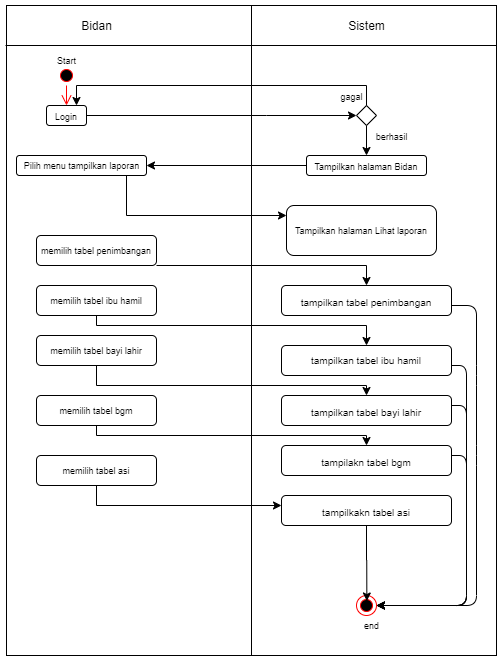 Bidan
Sistem
Start
gagal
Login
berhasil
Pilih menu tampilkan laporan
Tampilkan halaman Bidan
Tampilkan halaman Lihat laporan
memilih tabel penimbangan
memilih tabel ibu hamil
tampilkan tabel penimbangan
memilih tabel bayi lahir
tampilkan tabel ibu hamil
memilih tabel bgm
tampilkan tabel bayi lahir
memilih tabel asi
tampilakn tabel bgm
tampilkakn tabel asi
end